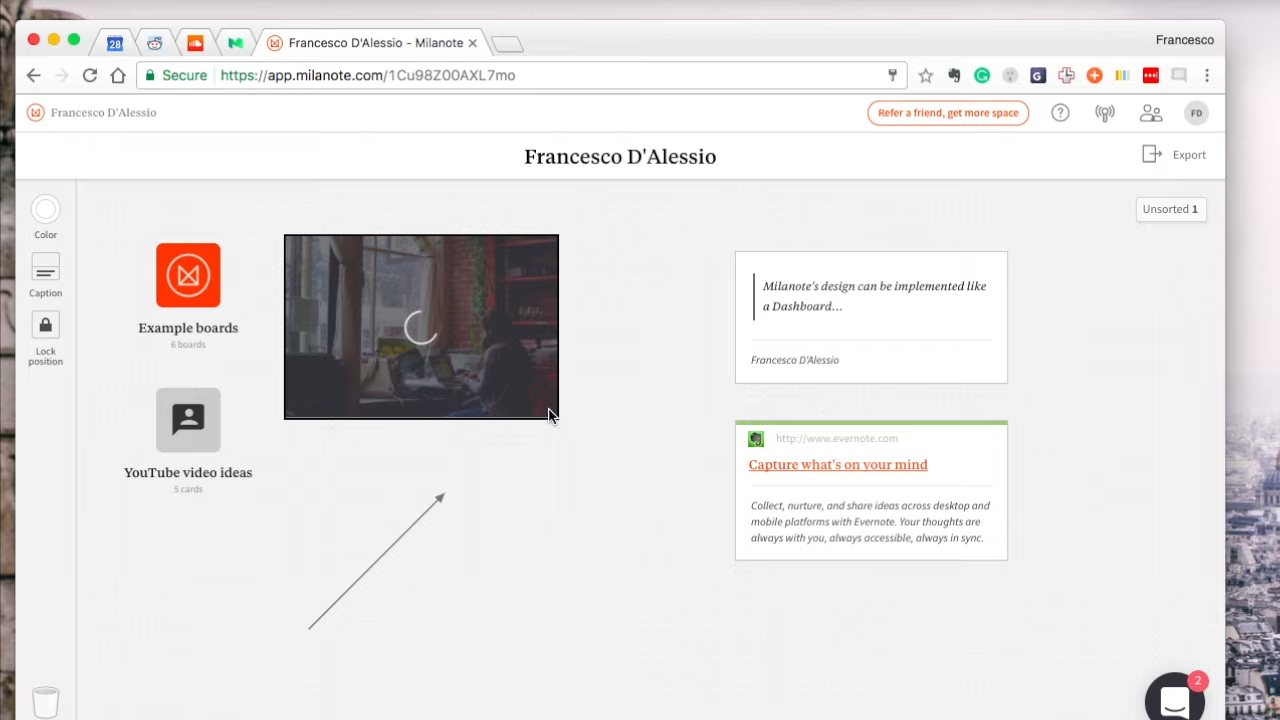 28
Francesco D'Alessio - Milanote
Francesco
Secure
https://app.milanote.com/1Cu98Z00AXL7mo
G
Francesco D'Alessio
Refer a friend, get more space
?
FD
Francesco D'Alessio
Export
Unsorted 1
Color
Caption
Lock
position
Example boards
6 boards
YouTube video ideas
5 cards
Milanote's design can be implemented like
a Dashboard...
Francesco D'Alessio
http://www.evernote.com
Capture what's on your mind
Collect, nurture, and share ideas across desktop and
mobile platforms with Evernote. Your thoughts are
always with you, always accessible, always in sync.
2